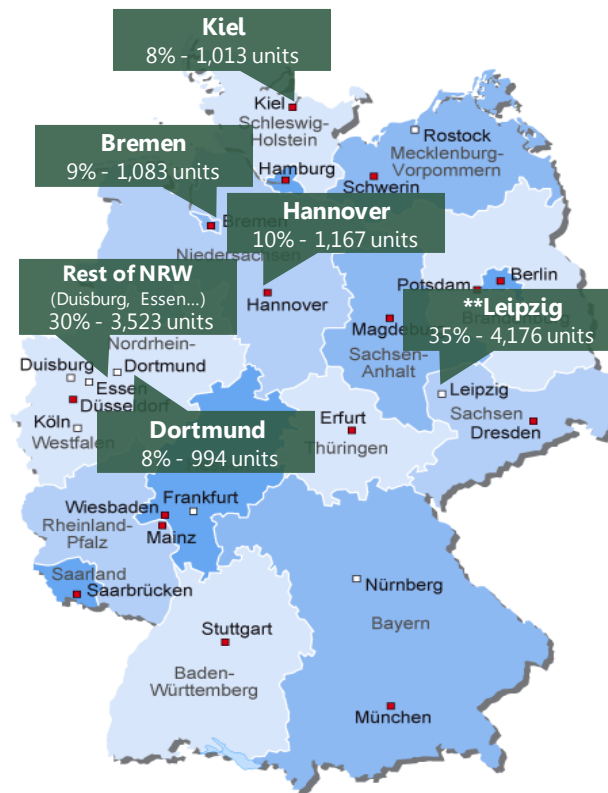 Kiel
8% - 1,013 units
Kiel
Schleswig-
Holstein
Rostock
Mecklenburg-
Vorpommern
Bremen
9% - 1,083 units
Hamburg
Schwerin
Bremen
Niedersachsen
Hannover
10% - 1,167 units
Berlin
Potsdam
Rest of NRW
(Duisburg, Essen...)
30% - 3,523 units
Hannover
**Leipzig
35% - 4,176 units
Magdebu
Brandenburg
Sachsen-
Anhalt
Nordrhein-
Duisburg
Dortmund
Essen
Düsseldorf
Köln
Westfalen
Leipzig
Sachsen
Dresden
Dortmund
8% - 994 units
Erfurt
Thüringen
Wiesbaden
Frankfurt
Rheinland-
Pfalz
Mainz
Saarland
Saarbrücken
Nürnberg
Bayern
Stuttgart
Baden-
Württemberg
München